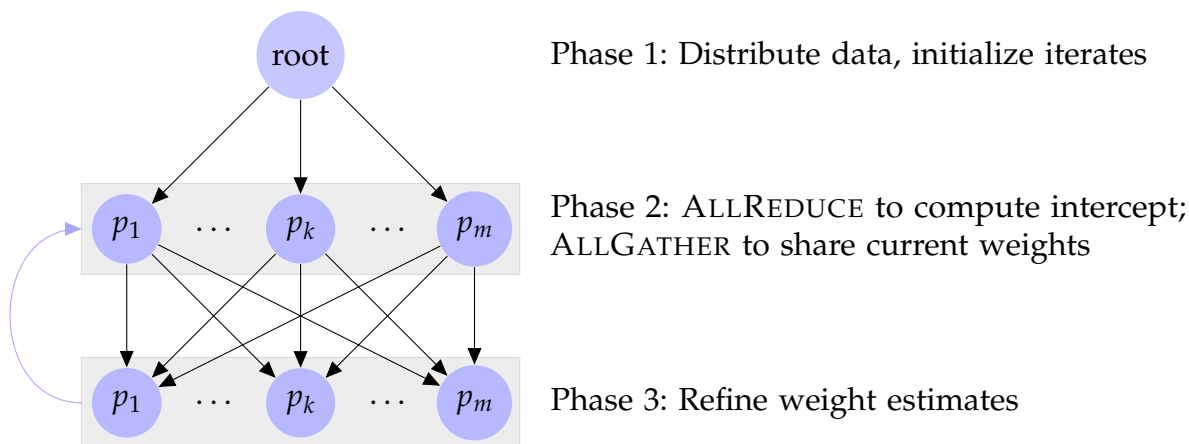 root Phase 1: Distribute data, initialize iterates
p1 ... pk ... pm Phase 2: ALLREDUCE to compute intercept;
ALLGATHER to share current weights
p1 ... pk ... pm Phase 3: Refine weight estimates